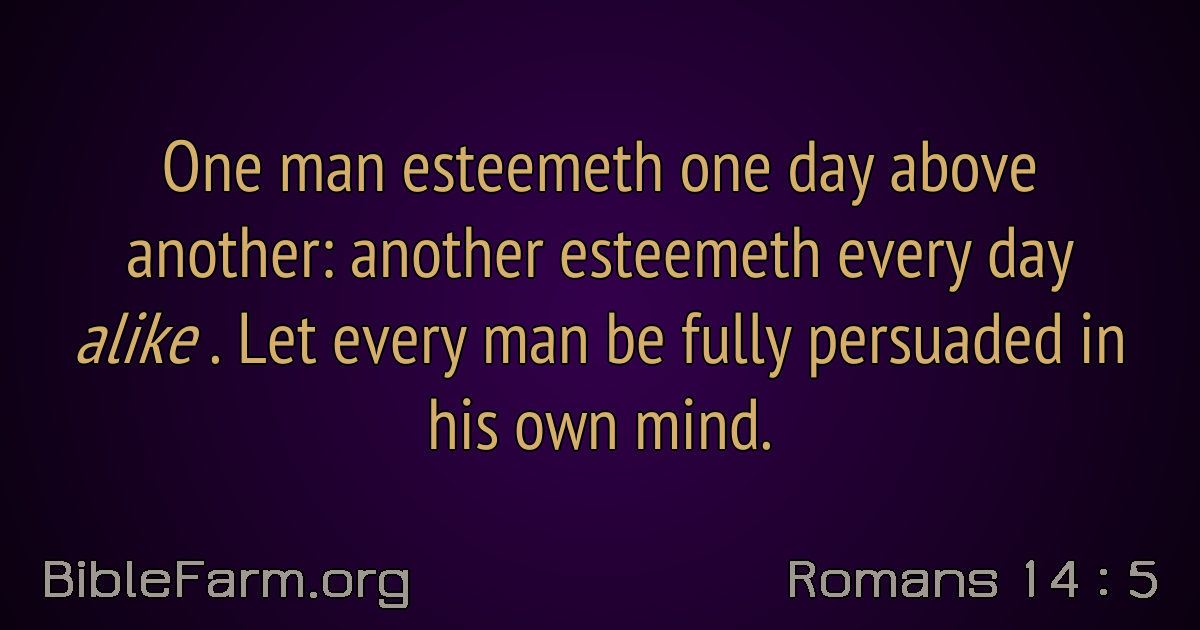 One man esteemeth one day above
another: another esteemeth every day
alike . Let every man be fully persuaded in
his own mind.
BibleFarm.org
Romans 14 : 5